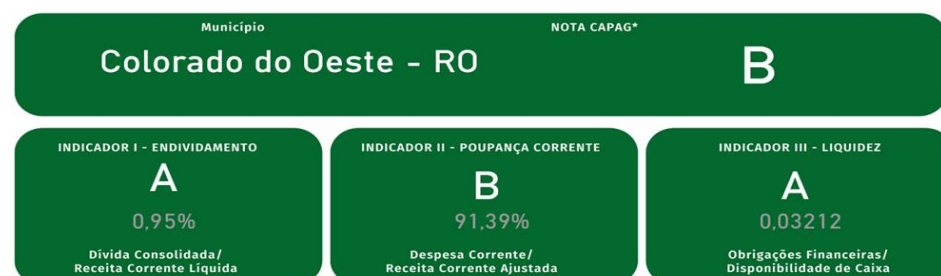 Município
NOTA CAPAG*
Colorado do Oeste - RO
B
INDICADOR I - ENDIVIDAMENTO
A
0,95%
Dívida Consolidada/
Receita Corrente Líquida
INDICADOR II - POUPANÇA CORRENTE
B
91,39%
Despesa Corrente/
Receita Corrente Ajustada
INDICADOR III - LIQUIDEZ
A
0,03212
Obrigações Financeiras/
Disponibilidade de Caixa